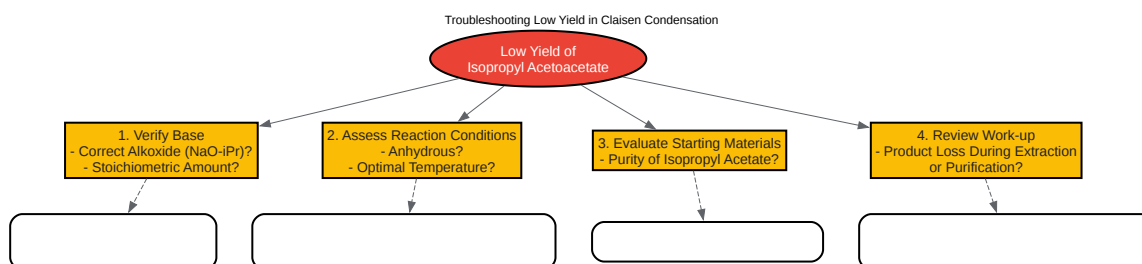 Troubleshooting Low Yield in Claisen Condensation
Low Yield of
Isopropyl Acetoacetate
1. Verify Base
- Correct Alkoxide (NaO-iPr)?
- Stoichiometric Amount?
2. Assess Reaction Conditions
- Anhydrous?
- Optimal Temperature?
3. Evaluate Starting Materials
- Purity of Isopropyl Acetate?
4. Review Work-up
- Product Loss During Extraction
or Purification?